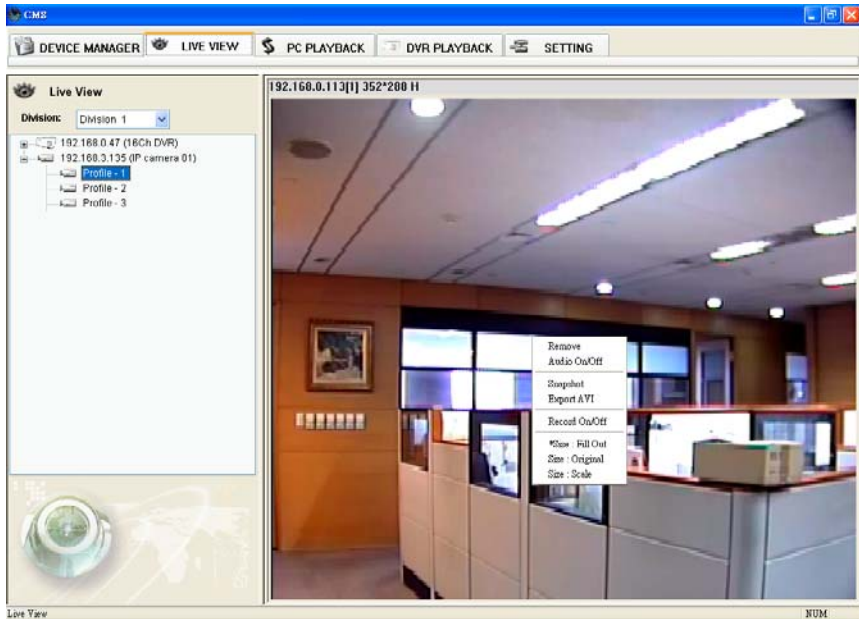 CMS
DEVICE MANAGER
LIVE VIEW
PC PLAYBACK
DVR PLAYBACK
SETTING
Live View
Division:
Division 1
192.168.0.47 (16Ch DVR)
192.168.3.135 (IP camera 01)
Profile - 1
Profile - 2
Profile - 3
192.168.0.113[1] 352*288 H
Remove
Audio On/Off
Snapshot
Export AVI
Record On/Off
*Size : Fill Out
Size : Original
Size : Scale
Live View
NUM